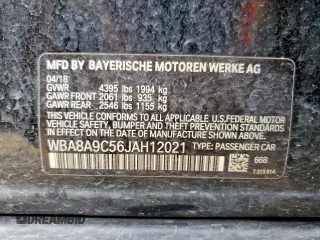 MFD BY BAYERISCHE MOTOREN WERKE AG
04/18
GVWR 4395 lbs 1994 kg
GAWR FRONT 2061 lbs 935 kg
GAWR REAR 2546 lbs 1155 kg
THIS VEHICLE CONFORMS TO ALL APPLICABLE U.S. FEDERAL MOTOR VEHICLE
SAFETY, BUMPER, AND THEFT PREVENTION STANDARDS IN
EFFECT ON THE DATE OF MANUFACTURE SHOWN ABOVE.
WBA8A9C56JAH12021 TYPE: PASSENGER CAR
668
DREAMBID